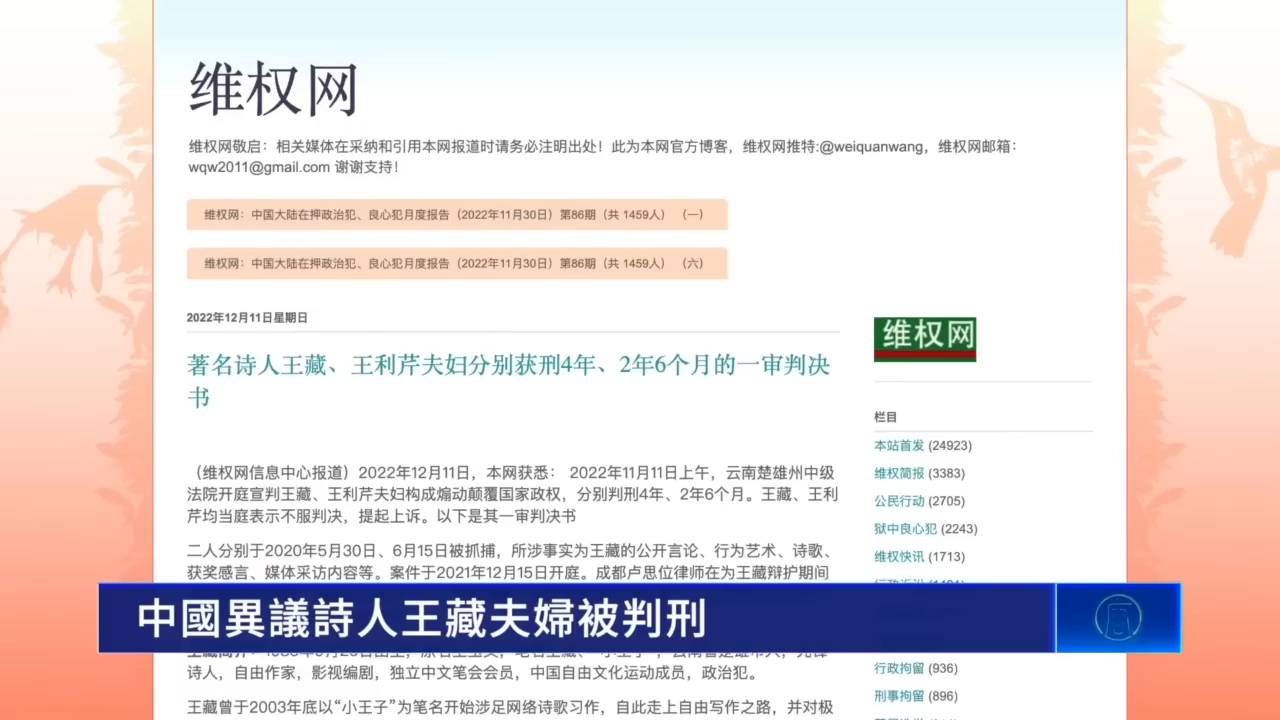 维权网
维权网敬启：相关媒体在采纳和引用本网报道时请务必注明出处！此为本网官方博客，维权网推特:@weiquanwang，维权网邮箱：
wqw2011@gmail.com 谢谢支持！
维权网：中国大陆在押政治犯、良心犯月度报告（2022年11月30日）第86期（共 1459人）  （一）
维权网：中国大陆在押政治犯、良心犯月度报告（2022年11月30日）第86期（共 1459人）  （六）
2022年12月11日星期日
著名诗人王藏、王利芹夫妇分别获刑4年、2年6个月的一审判决
书
（维权网信息中心报道）2022年12月11日，本网获悉： 2022年11月11日上午，云南楚雄州中级
法院开庭宣判王藏、王利芹夫妇构成煽动颠覆国家政权，分别判刑4年、2年6个月。王藏、王利
芹均当庭表示不服判决，提起上诉。以下是其一审判决书
二人分别于2020年5月30日、6月15日被抓捕，所涉事实为王藏的公开言论、行为艺术、诗歌、
获奖感言、媒体采访内容等。案件于2021年12月15日开庭。成都卢思位律师在为王藏辩护期间
诗人，自由作家，影视编剧，独立中文笔会会员，中国自由文化运动成员，政治犯。
王藏曾于2003年底以“小王子”为笔名开始涉足网络诗歌习作，自此走上自由写作之路，并对极
维权网
栏目
本站首发 (24923)
维权简报 (3383)
公民行动 (2705)
狱中良心犯 (2243)
维权快讯 (1713)
行政拘留 (936)
刑事拘留 (896)
中國異議詩人王藏夫婦被判刑